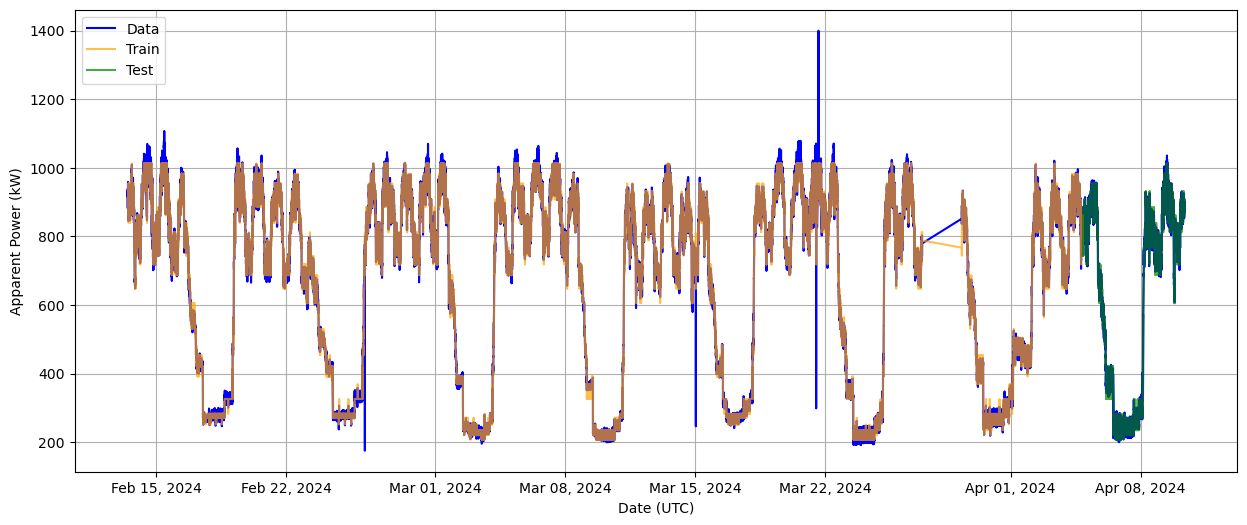 Data
Train
Test
1400
1200
1000
800
600
400
200
Apparent Power (kW)
Feb 15, 2024
Feb 22, 2024
Mar 01, 2024
Mar 08, 2024
Mar 15, 2024
Mar 22, 2024
Apr 01, 2024
Apr 08, 2024
Date (UTC)